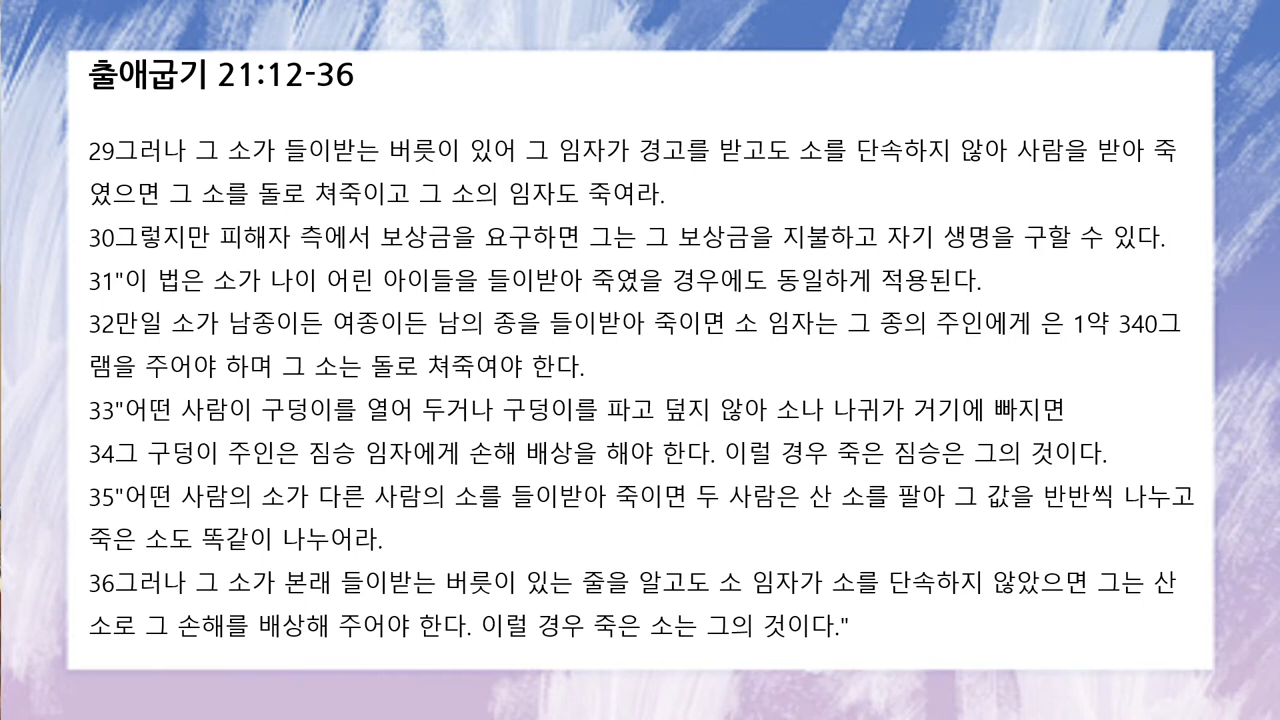 출애굽기 21:12-36
29그러나 그 소가 들이받는 버릇이 있어 그 임자가 경고를 받고도 소를 단속하지 않아 사람을 받아 죽
였으면 그 소를 돌로 쳐죽이고 그 소의 임자도 죽여라.
30그렇지만 피해자 측에서 보상금을 요구하면 그는 그 보상금을 지불하고 자기 생명을 구할 수 있다.
31"이 법은 소가 나이 어린 아이들을 들이받아 죽였을 경우에도 동일하게 적용된다.
32만일 소가 남종이든 여종이든 남의 종을 들이받아 죽이면 소 임자는 그 종의 주인에게 은 1약 340그
램을 주어야 하며 그 소는 돌로 쳐죽여야 한다.
33"어떤 사람이 구덩이를 열어 두거나 구덩이를 파고 덮지 않아 소나 나귀가 거기에 빠지면
34그 구덩이 주인은 짐승 임자에게 손해 배상을 해야 한다. 이럴 경우 죽은 짐승은 그의 것이다.
35"어떤 사람의 소가 다른 사람의 소를 들이받아 죽이면 두 사람은 산 소를 팔아 그 값을 반반씩 나누고
죽은 소도 똑같이 나누어라.
36그러나 그 소가 본래 들이받는 버릇이 있는 줄을 알고도 소 임자가 소를 단속하지 않았으면 그는 산
소로 그 손해를 배상해 주어야 한다. 이럴 경우 죽은 소는 그의 것이다."